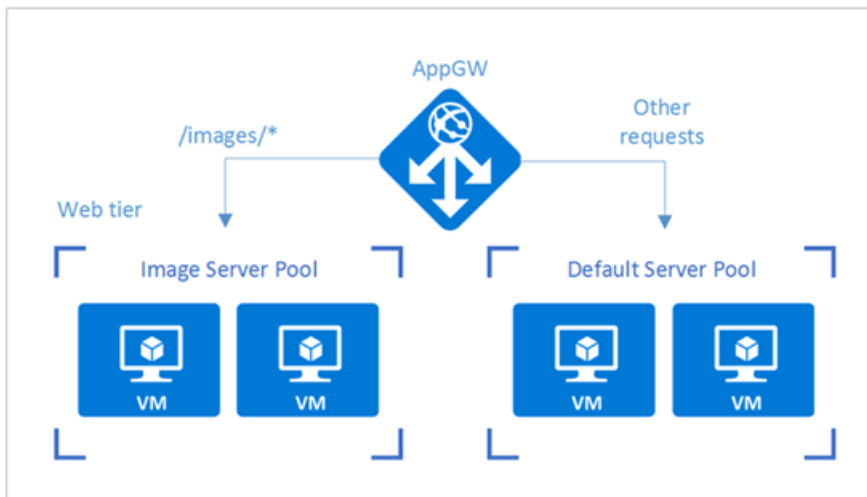 AppGW
/images/*
Other
requests
Web tier
Image Server Pool
Default Server Pool
VM
VM
VM
VM